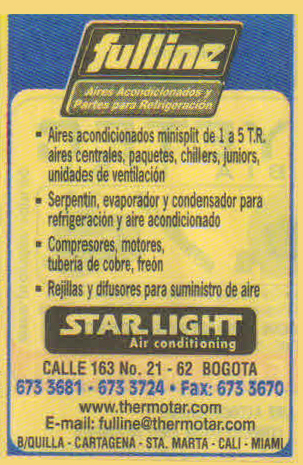 fulline
Aires Acondicionados y
Partes para Refrigeración
▪ Aires acondicionados minisplit de 1 a 5 T.R.
aires centrales, paquetes, chillers, juniors,
unidades de ventilación
▪ Serpentín, evaporador y condensador para
refrigeración y aire acondicionado
▪ Compresores, motores,
tubería de cobre, freón
▪ Rejillas y difusores para suministro de aire
STAR LIGHT
Air conditioning
CALLE 163 No. 21 - 62 BOGOTA
673 3681 - 673 3724 • Fax: 673 3670
www.thermotar.com
E-mail: fulline@thermotar.com
B/QUILLA - CARTAGENA - STA. MARTA - CALI - MIAMI